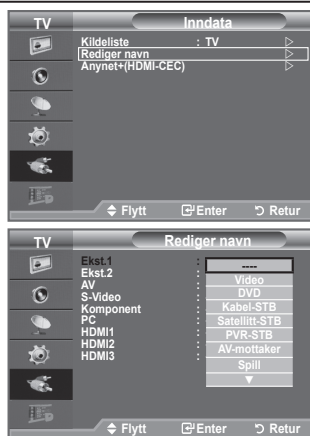 TV Inndata
Kildeliste : TV
Rediger navn
Anynet+(HDMI-CEC)
Flytt Enter Retur
TV Rediger navn
Ekst.1 : ----
Ekst.2 :
AV : Video
S-Video : DVD
Komponent : Kabel-STB
PC : Satellitt-STB
HDMI1 : PVR-STB
HDMI2 : AV-mottaker
HDMI3 : Spill
Flytt Enter Retur